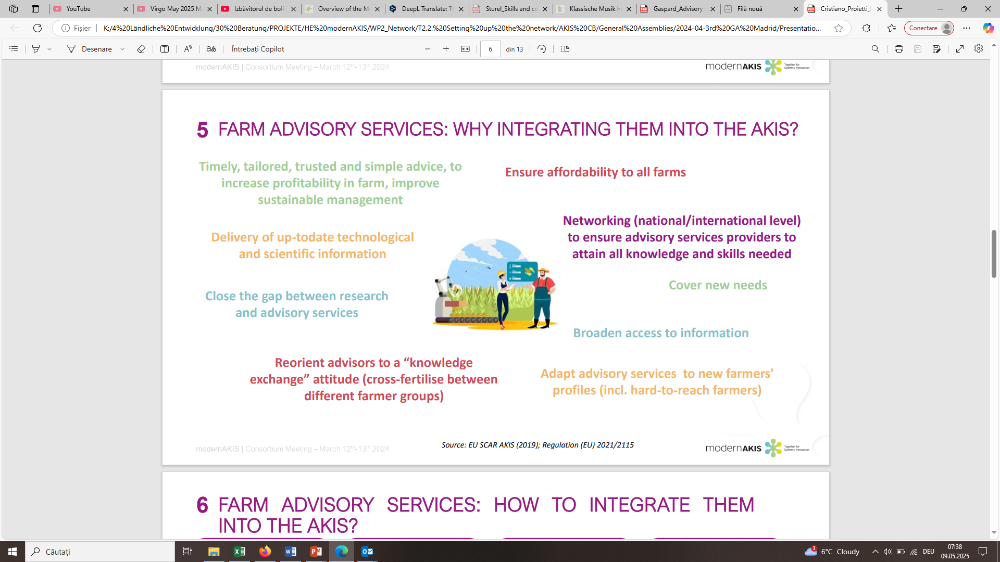 YouTube
Virgo May 2025 M
Izbăvitorul de boli
Overview of the M
DeepL Translate: T
Sturel_Skills and co
Klassische Musik h
Gaspard_Advisory
Filă nouă
Cristiano_Proietti_
Fișier
K:/4%20Ländliche%20Entwicklung/30%20Beratung/PROJEKTE/HE%20modernAKIS/WP2_Network/T2.2.%20Setting%20up%20the%20network/AKIS%20CB/General%20Assemblies/2024-04-3rd%20GA%20Madrid/Presentatio...
Conectare
Desenare
Întrebați Copilot
6 din 13
modernAKIS | Consortium Meeting – March 12th-13th 2024
modernAKIS
Together for
Systems' Innovation
5 FARM ADVISORY SERVICES: WHY INTEGRATING THEM INTO THE AKIS?
Timely, tailored, trusted and simple advice, to
increase profitability in farm, improve
sustainable management
Ensure affordability to all farms
Delivery of up-todate technological
and scientific information
Networking (national/international level)
to ensure advisory services providers to
attain all knowledge and skills needed
Close the gap between research
and advisory services
Cover new needs
Broaden access to information
Reorient advisors to a “knowledge
exchange” attitude (cross-fertilise between
different farmer groups)
Adapt advisory services to new farmers'
profiles (incl. hard-to-reach farmers)
Source: EU SCAR AKIS (2019); Regulation (EU) 2021/2115
modernAKIS | Consortium Meeting – March 12th-13th 2024
modernAKIS
Together for
Systems' Innovation
6 FARM ADVISORY SERVICES: HOW TO INTEGRATE THEM
INTO THE AKIS?
Căutați
3
6°C Cloudy
DEU
07:38
09.05.2025